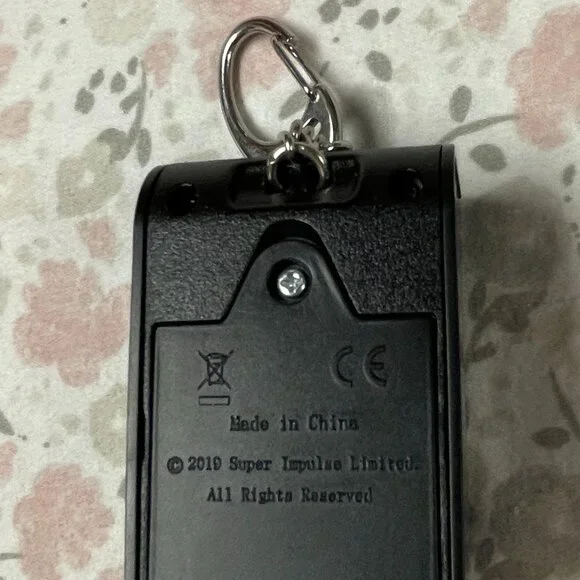 CE
Made in China
© 2019 Super Impulse Limited.
All Rights Reserved